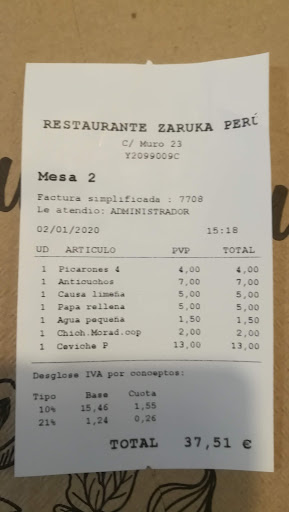 RESTAURANTE ZARUKA PERÚ
C/ Muro 23
Y2099009C
Mesa 2
Factura simplificada : 7708
Le atendio: ADMINISTRADOR
02/01/2020 15:18
UD ARTICULO PVP TOTAL
1 Picarones 4 4,00 4,00
1 Anticuchos 7,00 7,00
1 Causa limeña 5,00 5,00
1 Papa rellena 5,00 5,00
1 Agua pequeña 1,50 1,50
1 Chich.Morad.cop 2,00 2,00
1 Ceviche P 13,00 13,00
Desglose IVA por conceptos:
Tipo Base Cuota
10% 15,46 1,55
21% 1,24 0,26
TOTAL 37,51 €